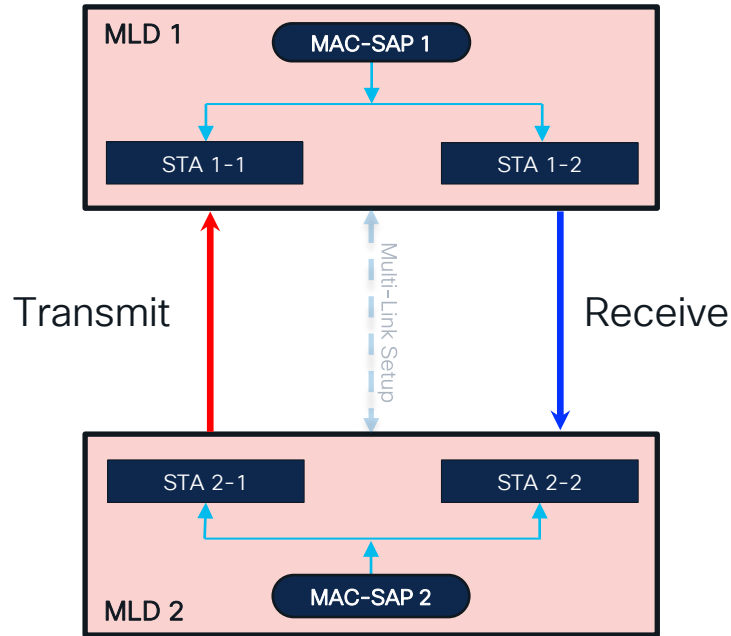 MLD 1
MAC-SAP 1
STA 1-1
STA 1-2
Transmit
Multi-Link Setup
Receive
STA 2-1
STA 2-2
MAC-SAP 2
MLD 2